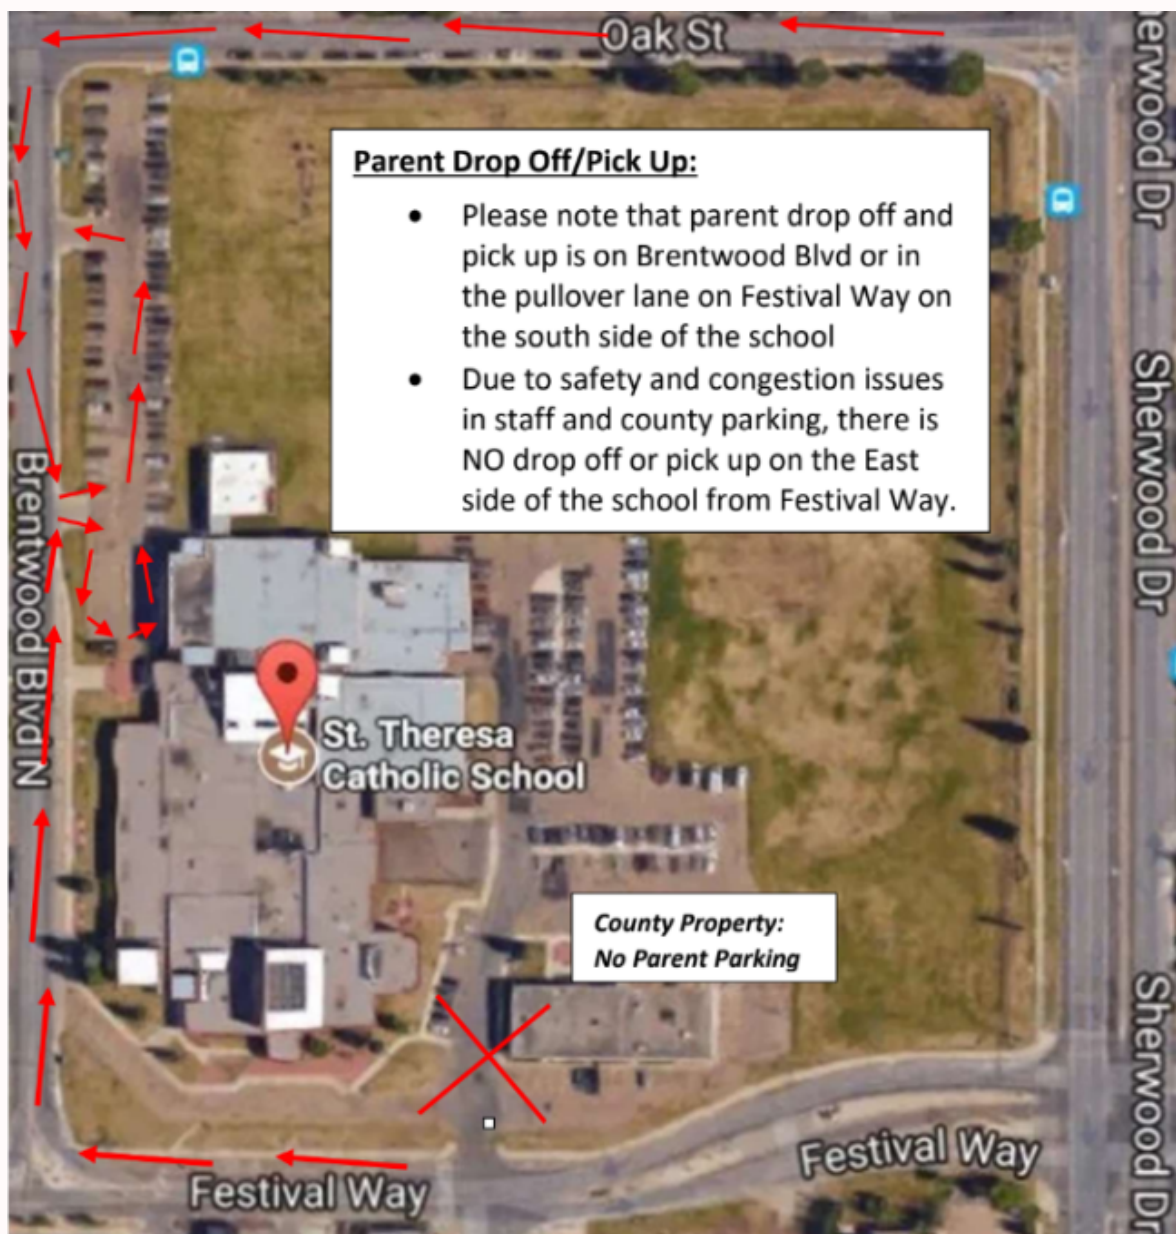 Oak St
erwood Dr
Parent Drop Off/Pick Up:
• Please note that parent drop off and
pick up is on Brentwood Blvd or in
the pullover lane on Festival Way on
the south side of the school
• Due to safety and congestion issues
in staff and county parking, there is
NO drop off or pick up on the East
side of the school from Festival Way.
Sherwood Dr
Brentwood Blvd N
St. Theresa
Catholic School
County Property:
No Parent Parking
Sherwood Dr
Festival Way
Festival Way